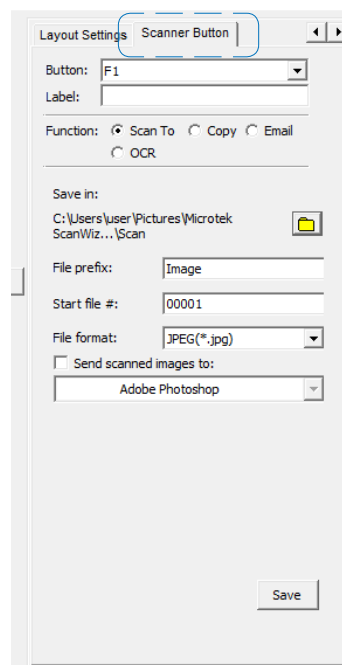 Layout Settings Scanner Button
Button: F1
Label:
Function: Scan To Copy Email
OCR
Save in:
C:\Users\user\Pictures\Microtek
ScanWiz...\Scan
File prefix: Image
Start file #: 00001
File format: JPEG(*.jpg)
Send scanned images to:
Adobe Photoshop
Save